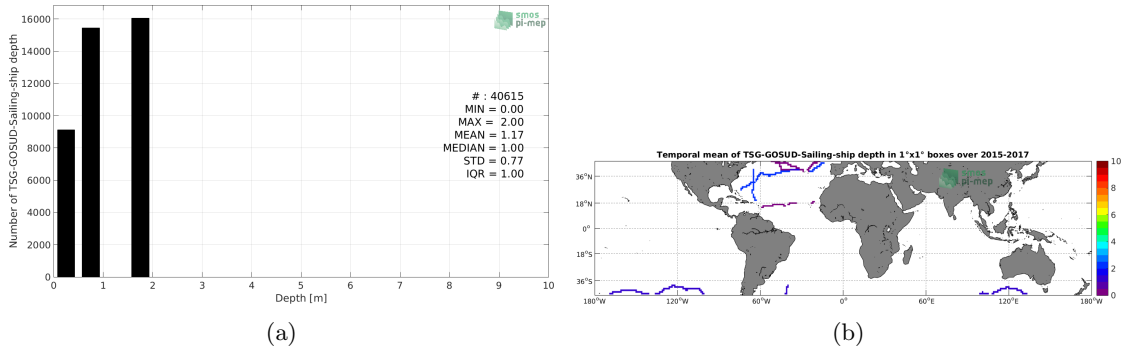 16000
14000
12000
10000
8000
6000
4000
2000
0
Number of TSG-GOSUD-Sailing-ship depth
0 1 2 3 4 5 6 7 8 9 10
Depth [m]
smos
pi-mep
# : 40615
MIN = 0.00
MAX = 2.00
MEAN = 1.17
MEDIAN = 1.00
STD = 0.77
IQR = 1.00
(a)
Temporal mean of TSG-GOSUD-Sailing-ship depth in 1°x1° boxes over 2015-2017
smos
pi-mep
36°N
18°N
0°
18°S
36°S
180°W 120°W 60°W 0° 60°E 120°E 180°W
10
8
6
4
2
0
(b)